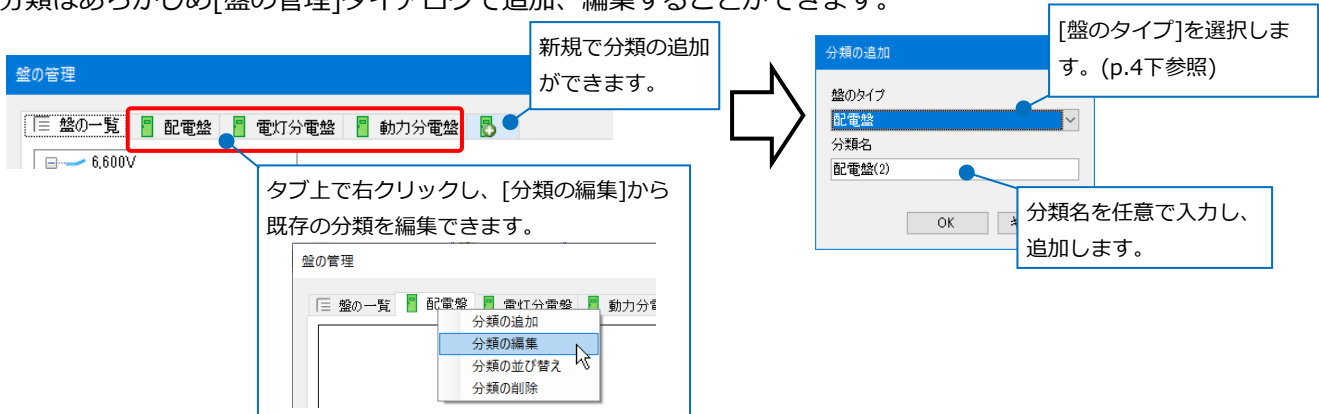 分類はあらかじめ[盤の管理]ダイアログで追加、編集することができます。
盤の管理
盤の一覧 配電盤 電灯分電盤 動力分電盤
6,600V
新規で分類の追加
ができます。
タブ上で右クリックし、[分類の編集]から
既存の分類を編集できます。
盤の管理
盤の一覧 配電盤 電灯分電盤 動力分電
分類の追加
分類の編集
分類の並び替え
分類の削除
分類の追加
[盤のタイプ]を選択しま
す。(p.4下参照)
盤のタイプ
配電盤
分類名
配電盤(2)
OK
分類名を任意で入力し、
追加します。